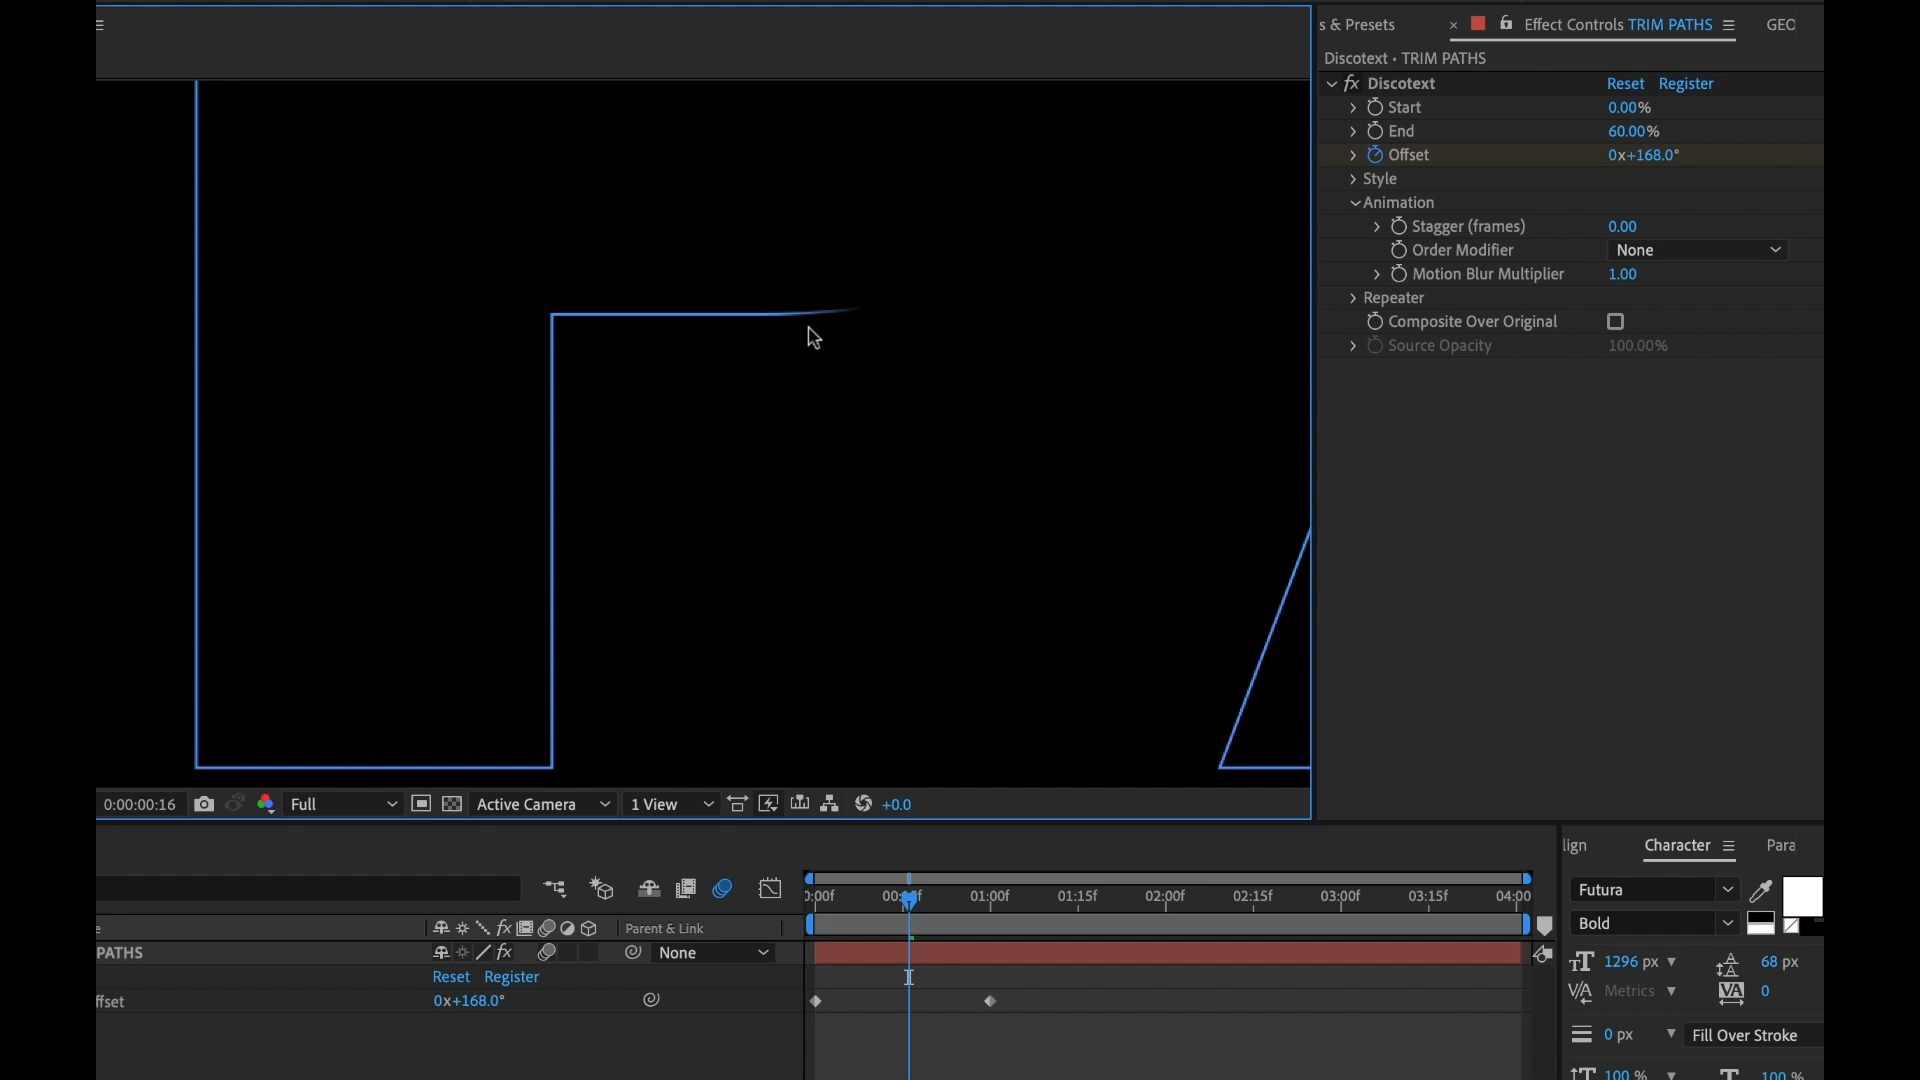 s & Presets
× Effect Controls TRIM PATHS
GEO
Discotext • TRIM PATHS
fx Discotext Reset Register
Start 0.00%
End 60.00%
Offset 0x+168.0°
Style
Animation
Stagger (frames) 0.00
Order Modifier None
Motion Blur Multiplier 1.00
Repeater
Composite Over Original
Source Opacity 100.00%
0:00:00:16 Full Active Camera 1 View +0.0
lign Character Para
0:00f 01:00f 01:15f 02:00f 02:15f 03:00f 03:15f 04:00
Futura
Bold
e fx Parent & Link
PATHS fx None
Reset Register
ffset 0x+168.0°
1296 px 68 px
Metrics 0
0 px Fill Over Stroke
100 % 100 %